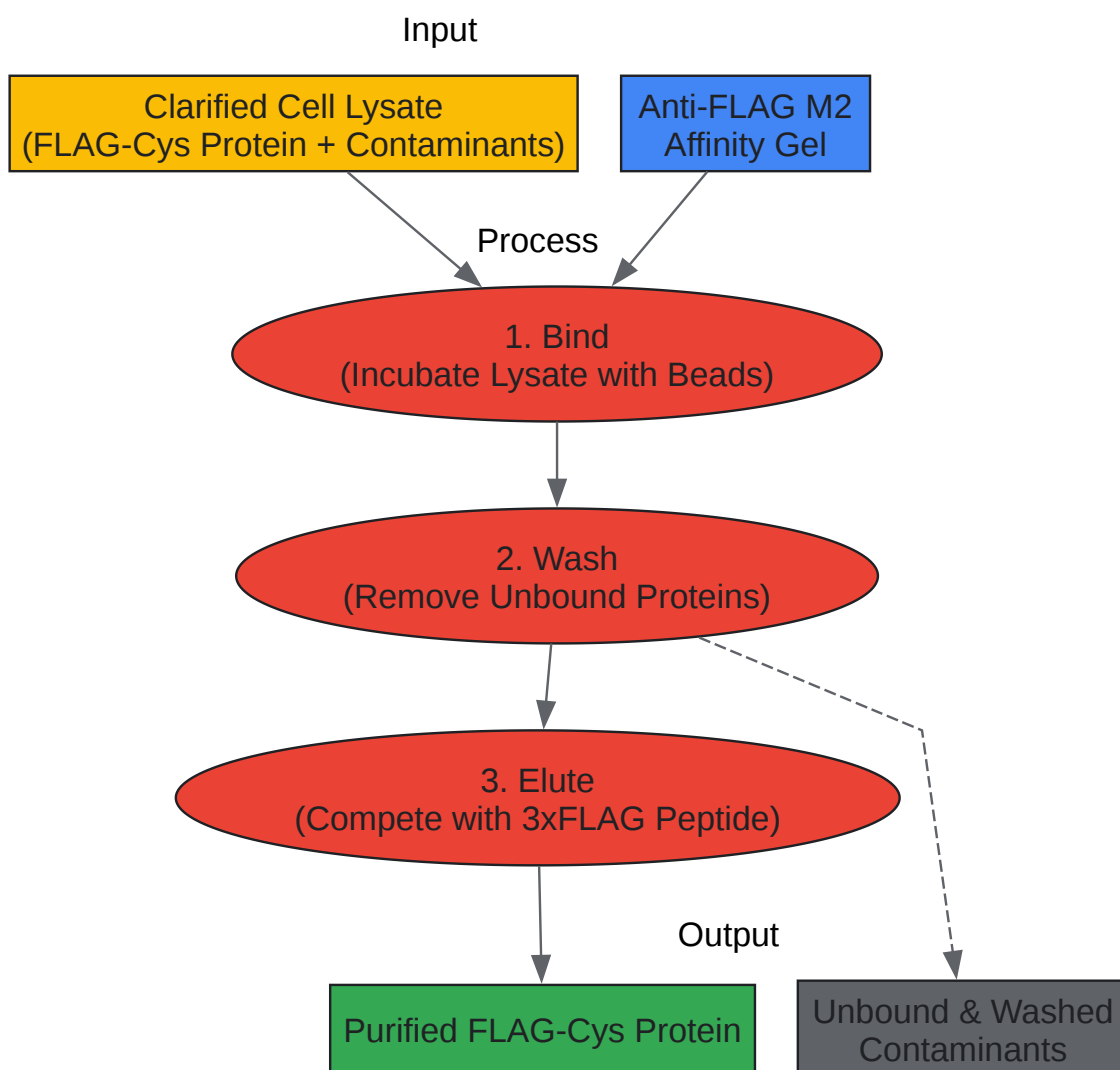 Input
Clarified Cell Lysate
(FLAG-Cys Protein + Contaminants)
Anti-FLAG M2
Affinity Gel
Process
1. Bind
(Incubate Lysate with Beads)
2. Wash
(Remove Unbound Proteins)
3. Elute
(Compete with 3xFLAG Peptide)
Output
Purified FLAG-Cys Protein
Unbound & Washed
Contaminants